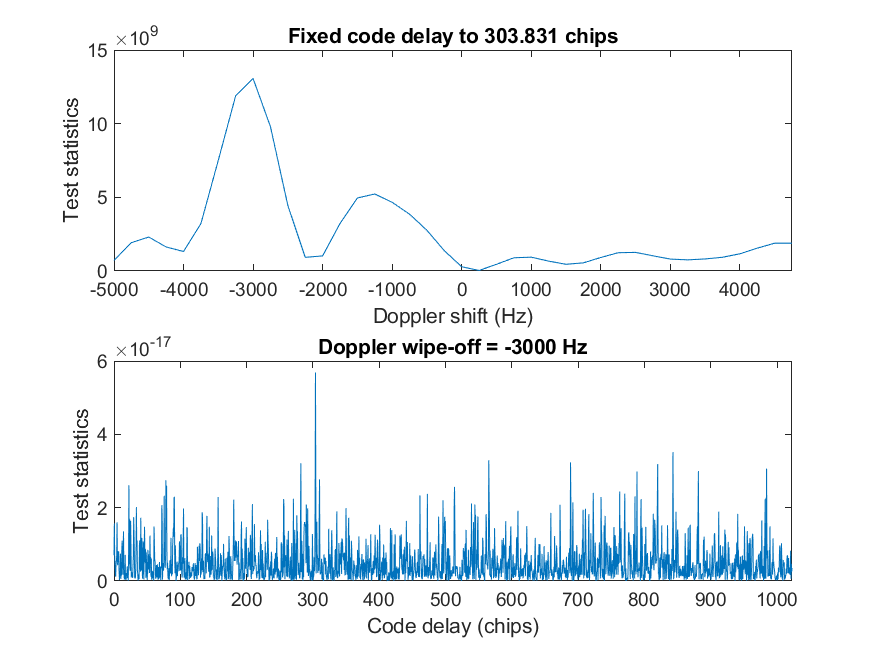 Fixed code delay to 303.831 chips
×10^9
15
10
5
0
Test statistics
-5000 -4000 -3000 -2000 -1000 0 1000 2000 3000 4000
Doppler shift (Hz)
Doppler wipe-off = -3000 Hz
×10^-17
6
4
2
0
Test statistics
0 100 200 300 400 500 600 700 800 900 1000
Code delay (chips)